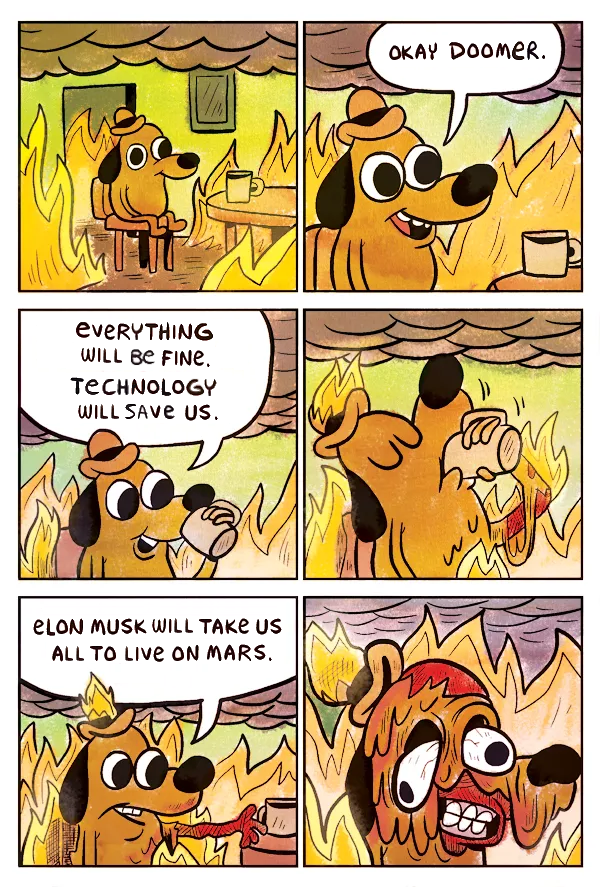 OKAY DOOMER.
EVERYTHING
WILL BE FINE.
TECHNOLOGY
WILL SAVE US.
ELON MUSK WILL TAKE US
ALL TO LIVE ON MARS.